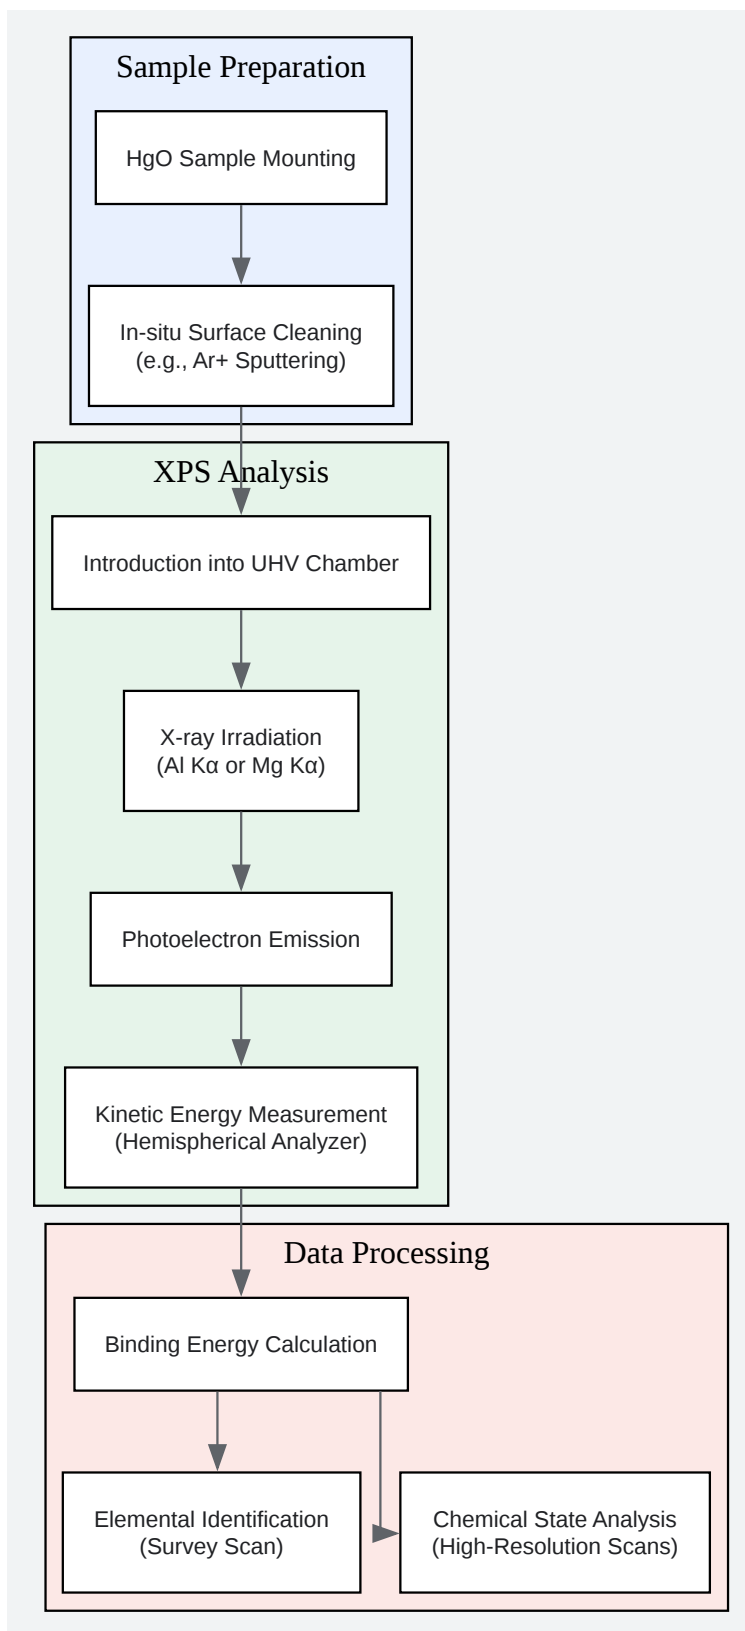 Sample Preparation
HgO Sample Mounting
In-situ Surface Cleaning
(e.g., Ar+ Sputtering)
XPS Analysis
Introduction into UHV Chamber
X-ray Irradiation
(Al Kα or Mg Kα)
Photoelectron Emission
Kinetic Energy Measurement
(Hemispherical Analyzer)
Data Processing
Binding Energy Calculation
Elemental Identification
(Survey Scan)
Chemical State Analysis
(High-Resolution Scans)